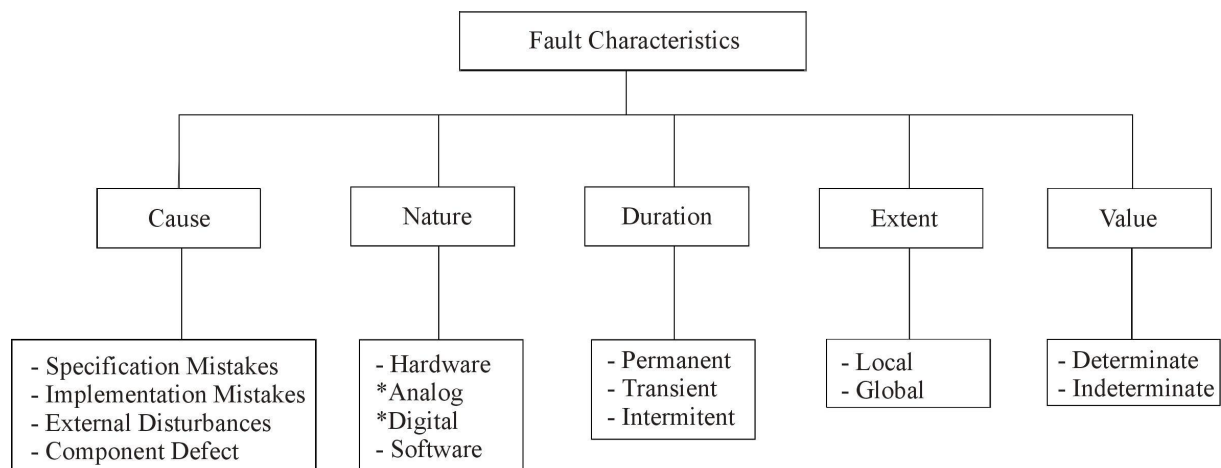 Fault Characteristics
Cause
Nature
Duration
Extent
Value
- Specification Mistakes
- Implementation Mistakes
- External Disturbances
- Component Defect
- Hardware
*Analog
*Digital
- Software
- Permanent
- Transient
- Intermitent
- Local
- Global
- Determinate
- Indeterminate